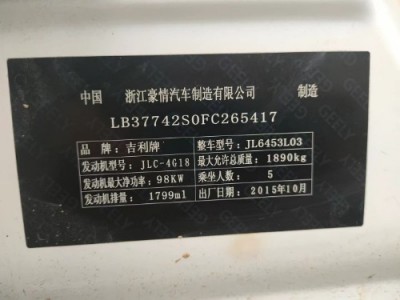 中国 浙江豪情汽车制造有限公司 制造
LB37742S0FC265417
品牌：吉利牌 整车型号：JL6453L03
发动机型号：JLC-4G18 最大允许总质量：1890kg
发动机最大净功率：98KW 乘坐人数：5
发动机排量：1799ml 出厂日期：2015年10月